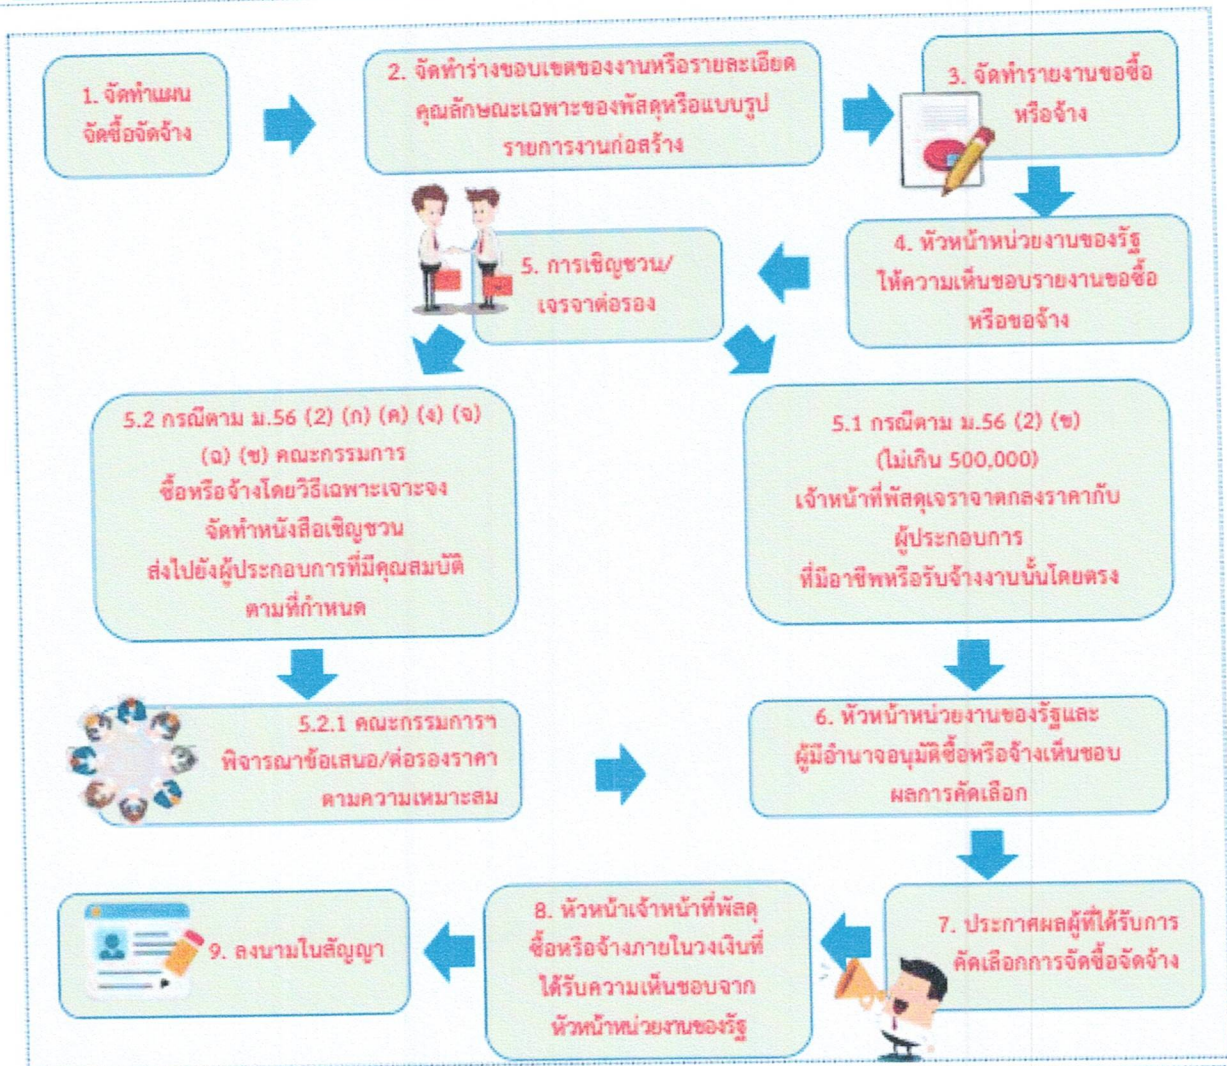 1. จัดทำแผน
จัดซื้อจัดจ้าง
2. จัดทำร่างขอบเขตของงานหรือรายละเอียด
คุณลักษณะเฉพาะของพัสดุหรือแบบรูป
รายการงานก่อสร้าง
3. จัดทำรายงานขอซื้อ
หรือจ้าง
4. หัวหน้าหน่วยงานของรัฐ
ให้ความเห็นชอบรายงานขอซื้อ
หรือขอจ้าง
5. การเชิญชวน/
เจรจาต่อรอง
5.2 กรณีตาม ม.56 (2) (ก) (ค) (ง) (จ)
(ฉ) (ช) คณะกรรมการ
ซื้อหรือจ้างโดยวิธีเฉพาะเจาะจง
จัดทำหนังสือเชิญชวน
ส่งไปยังผู้ประกอบการที่มีคุณสมบัติ
ตามที่กำหนด
5.1 กรณีตาม ม.56 (2) (ข)
(ไม่เกิน 500,000)
เจ้าหน้าที่พัสดุเจราจาตกลงราคากับ
ผู้ประกอบการ
ที่มีอาชีพหรือรับจ้างงานนั้นโดยตรง
5.2.1 คณะกรรมการฯ
พิจารณาข้อเสนอ/ต่อรองราคา
ตามความเหมาะสม
6. หัวหน้าหน่วยงานของรัฐและ
ผู้มีอำนาจอนุมัติซื้อหรือจ้างเห็นชอบ
ผลการคัดเลือก
7. ประกาศผลผู้ที่ได้รับการ
คัดเลือกการจัดซื้อจัดจ้าง
8. หัวหน้าเจ้าหน้าที่พัสดุ
ซื้อหรือจ้างภายในวงเงินที่
ได้รับความเห็นชอบจาก
หัวหน้าหน่วยงานของรัฐ
9. ลงนามในสัญญา